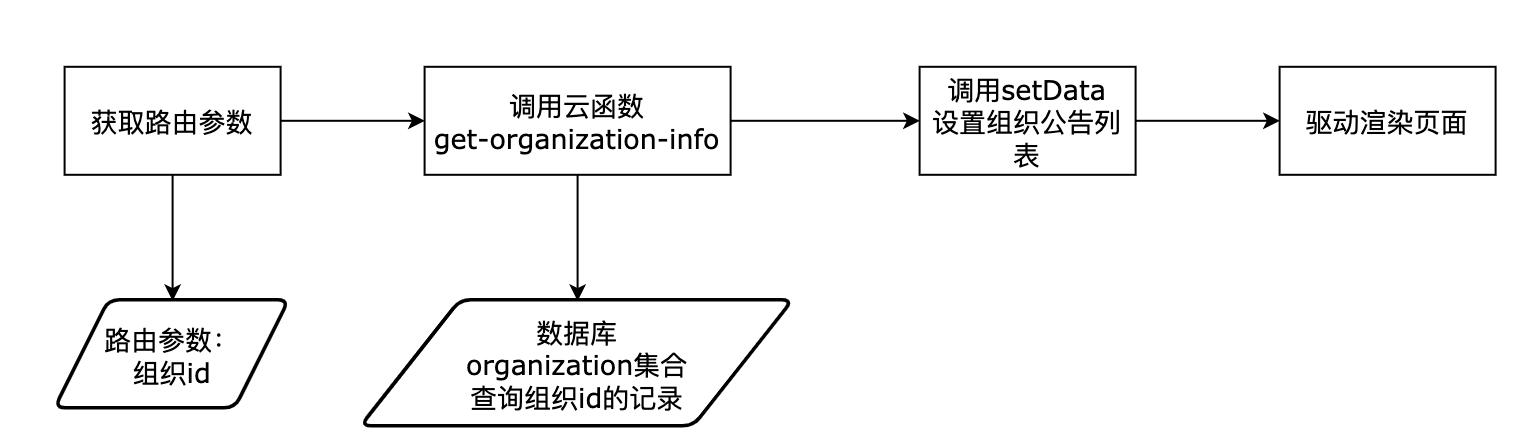 获取路由参数
调用云函数
get-organization-info
调用setData
设置组织公告列
表
驱动渲染页面
路由参数：
组织id
数据库
organization集合
查询组织id的记录